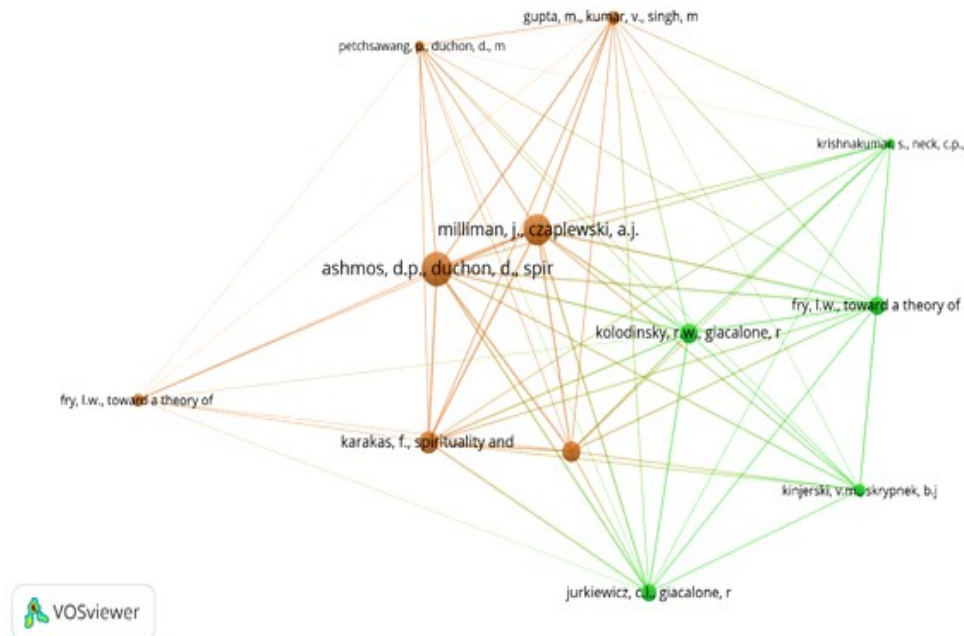 gupta, m., kumar, v., singh, m
petchsawang, p., duchon, d., m
krishnakumar, s., neck, c.p.,
milliman, j., czaplewski, a.j.
ashmos, d.p., duchon, d., spir
fry, l.w., toward a theory of
kolodinsky, r.w., giacalone, r
fry, l.w., toward a theory of
karakas, f., spirituality and
kinjerski, v.m., skrypnek, b.j
jurkiewicz, c.l., giacalone, r
VOSviewer